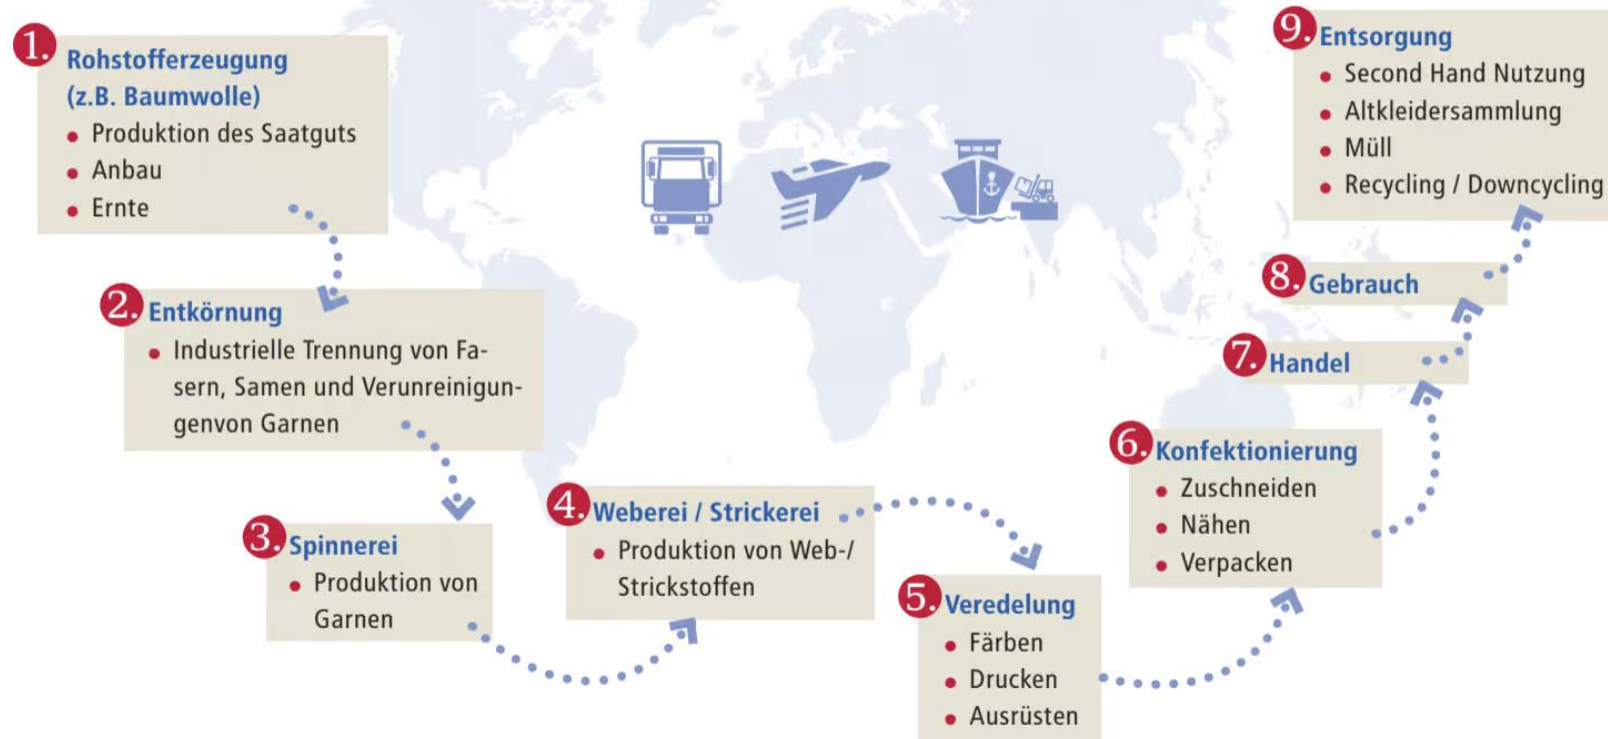 1. Rohstofferzeugung
(z.B. Baumwolle)
• Produktion des Saatguts
• Anbau
• Ernte
2. Entkörnung
• Industrielle Trennung von Fa-
sern, Samen und Verunreinigun-
genvon Garnen
3. Spinnerei
• Produktion von
Garnen
4. Weberei / Strickerei
• Produktion von Web-/
Strickstoffen
5. Veredelung
• Färben
• Drucken
• Ausrüsten
6. Konfektionierung
• Zuschneiden
• Nähen
• Verpacken
7. Handel
8. Gebrauch
9. Entsorgung
• Second Hand Nutzung
• Altkleidersammlung
• Müll
• Recycling / Downcycling